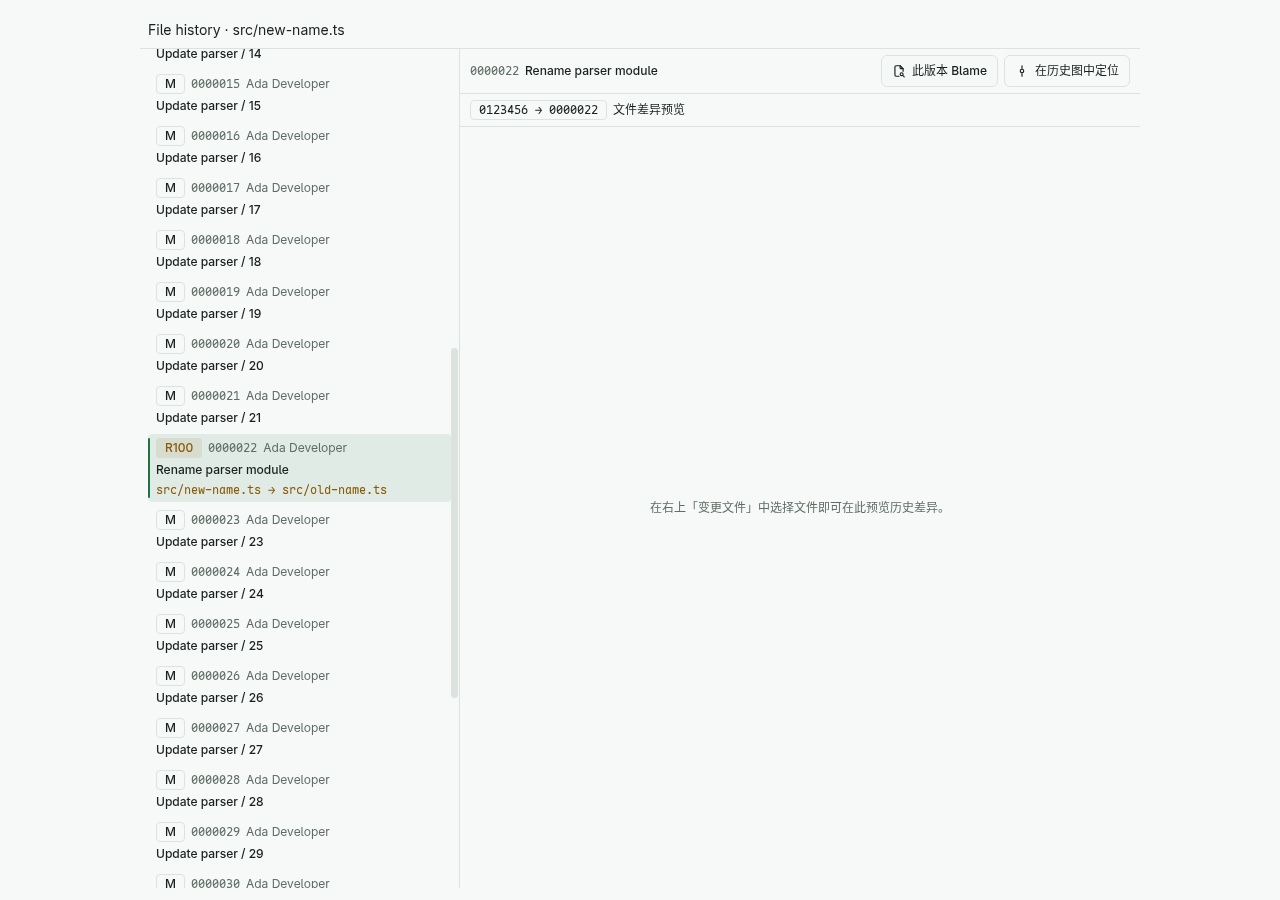 File history · src/new-name.ts
Update parser / 14
M 0000015 Ada Developer
Update parser / 15
M 0000016 Ada Developer
Update parser / 16
M 0000017 Ada Developer
Update parser / 17
M 0000018 Ada Developer
Update parser / 18
M 0000019 Ada Developer
Update parser / 19
M 0000020 Ada Developer
Update parser / 20
M 0000021 Ada Developer
Update parser / 21
R100 0000022 Ada Developer
Rename parser module
src/new-name.ts → src/old-name.ts
M 0000023 Ada Developer
Update parser / 23
M 0000024 Ada Developer
Update parser / 24
M 0000025 Ada Developer
Update parser / 25
M 0000026 Ada Developer
Update parser / 26
M 0000027 Ada Developer
Update parser / 27
M 0000028 Ada Developer
Update parser / 28
M 0000029 Ada Developer
Update parser / 29
M 0000030 Ada Developer
0000022 Rename parser module 此版本 Blame 在历史图中定位
0123456 → 0000022 文件差异预览
在右上「变更文件」中选择文件即可在此预览历史差异。